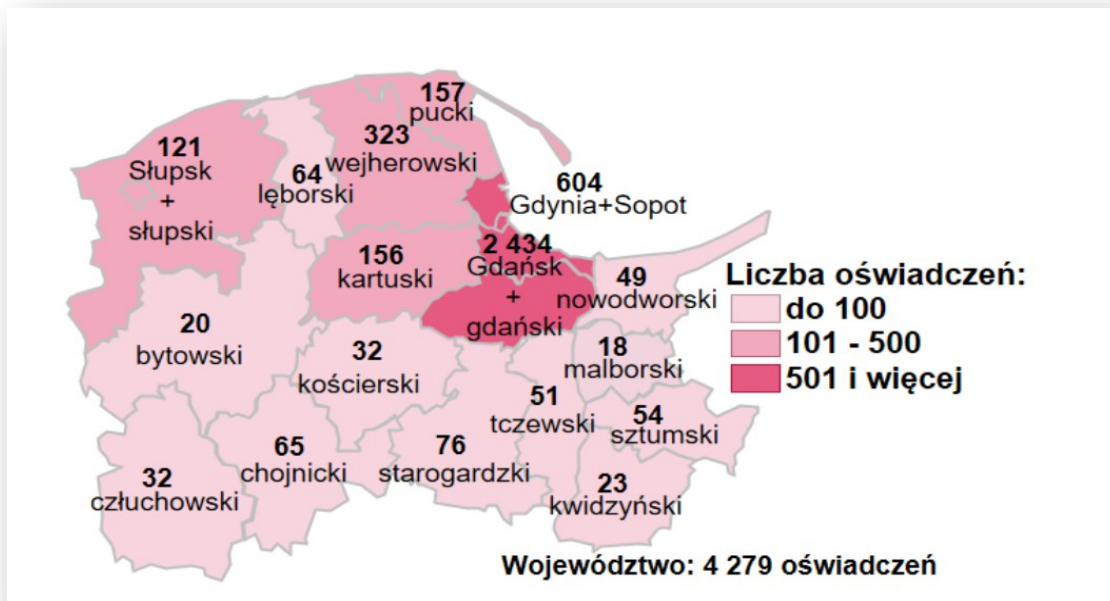 157
pucki
121
Słupsk
+
słupski
64
lęborski
323
wejherowski
604
Gdynia+Sopot
156
kartuski
2 434
Gdańsk
+
gdański
49
nowodworski
20
bytowski
32
kościerski
18
malborski
51
tczewski
54
sztumski
32
człuchowski
65
chojnicki
76
starogardzki
23
kwidzyński
Liczba oświadczeń:
do 100
101 - 500
501 i więcej
Województwo: 4 279 oświadczeń